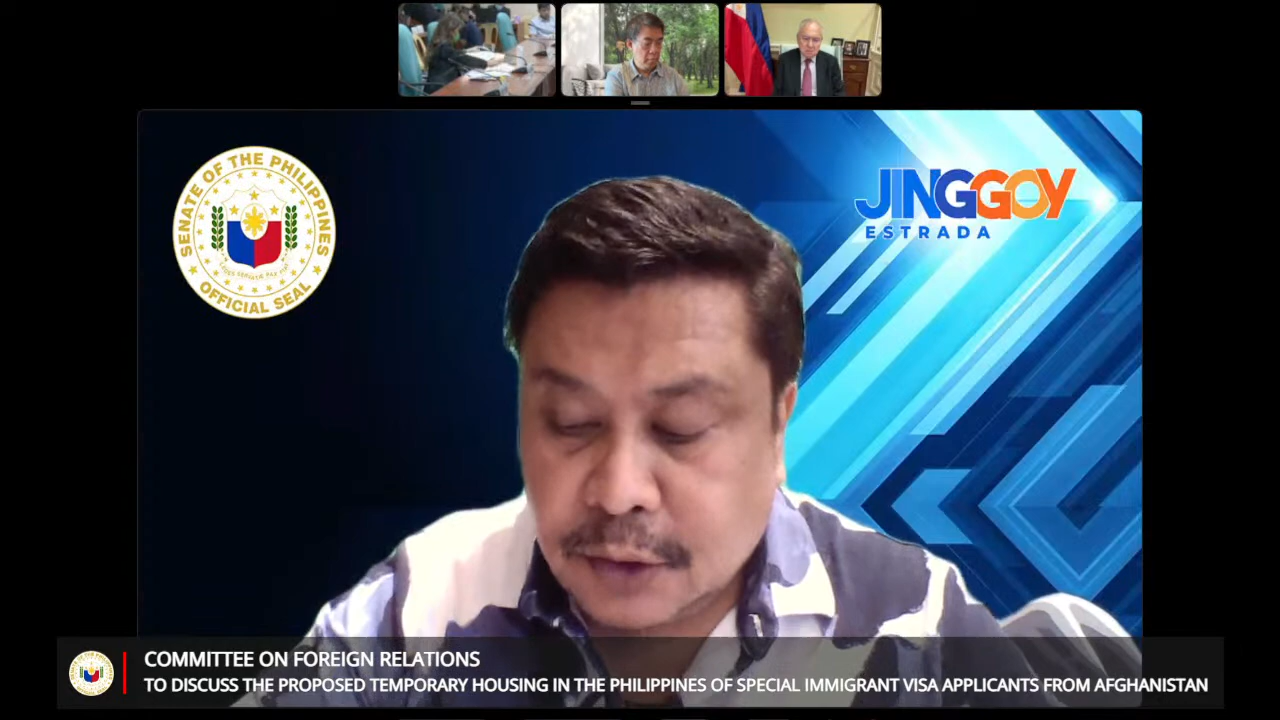 SENATE OF THE PHILIPPINES
OFFICIAL SEAL
JINGGOY
ESTRADA
COMMITTEE ON FOREIGN RELATIONS
TO DISCUSS THE PROPOSED TEMPORARY HOUSING IN THE PHILIPPINES OF SPECIAL IMMIGRANT VISA APPLICANTS FROM AFGHANISTAN